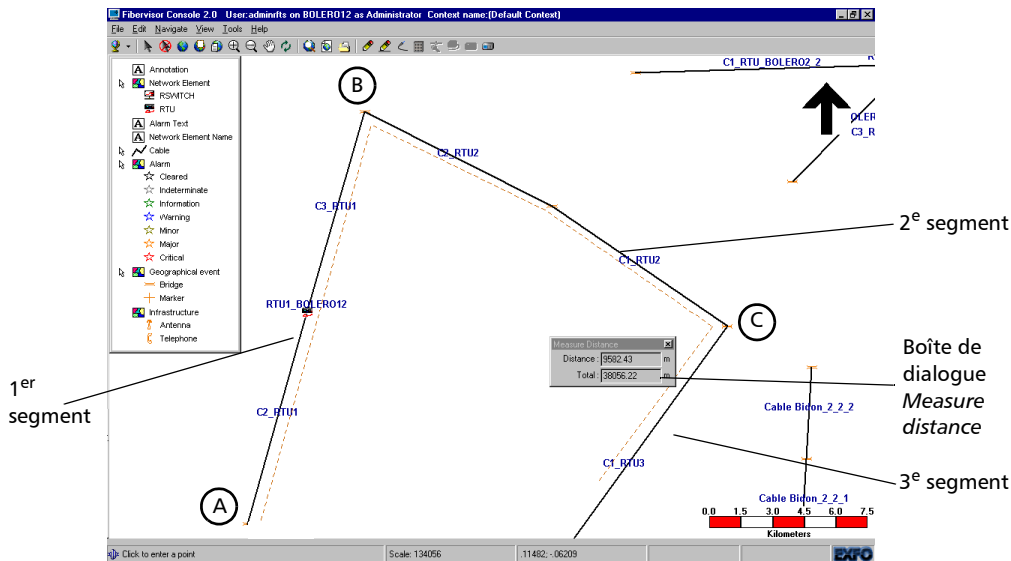 Fibervisor Console 2.0 User:adminrfts on BOLERO12 as Administrator Context name:(Default Context)
File Edit Navigate View Tools Help
Annotation
Network Element
RSWITCH
RTU
Alarm Text
Network Element Name
Cable
Alarm
Cleared
Indeterminate
Information
Warning
Minor
Major
Critical
Geographical event
Bridge
Marker
Infrastructure
Antenna
Telephone
B
C1_RTU_BOLERO2_2
OLER
C3_R
C2_RTU2
C3_RTU1
2e segment
C1_RTU2
RTU1_BOLERO12
C
Measure Distance
Distance : 9582.43 m
Total : 38056.22 m
Boîte de
dialogue
Measure
distance
1er
segment
C2_RTU1
Cable Bidon_2_2_2
C1_RTU3
3e segment
A
Cable Bidon_2_2_1
0.0 1.5 3.0 4.5 6.0 7.5
Kilometers
Click to enter a point
Scale: 134056
.11482; -.06209
EXFO